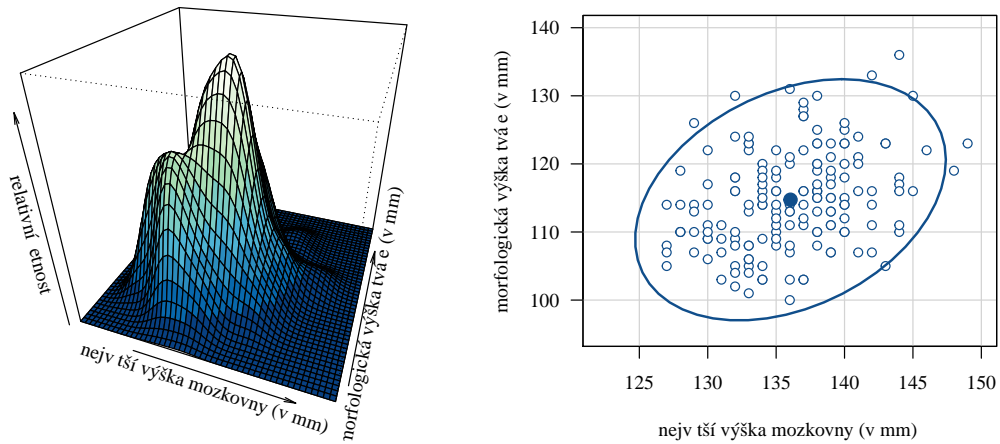 relativní etnost
nejv tší výška mozkovny (v mm)
morfologická výška tvá e (v mm)
morfologická výška tvá e (v mm)
140
130
120
110
100
125 130 135 140 145 150
nejv tší výška mozkovny (v mm)